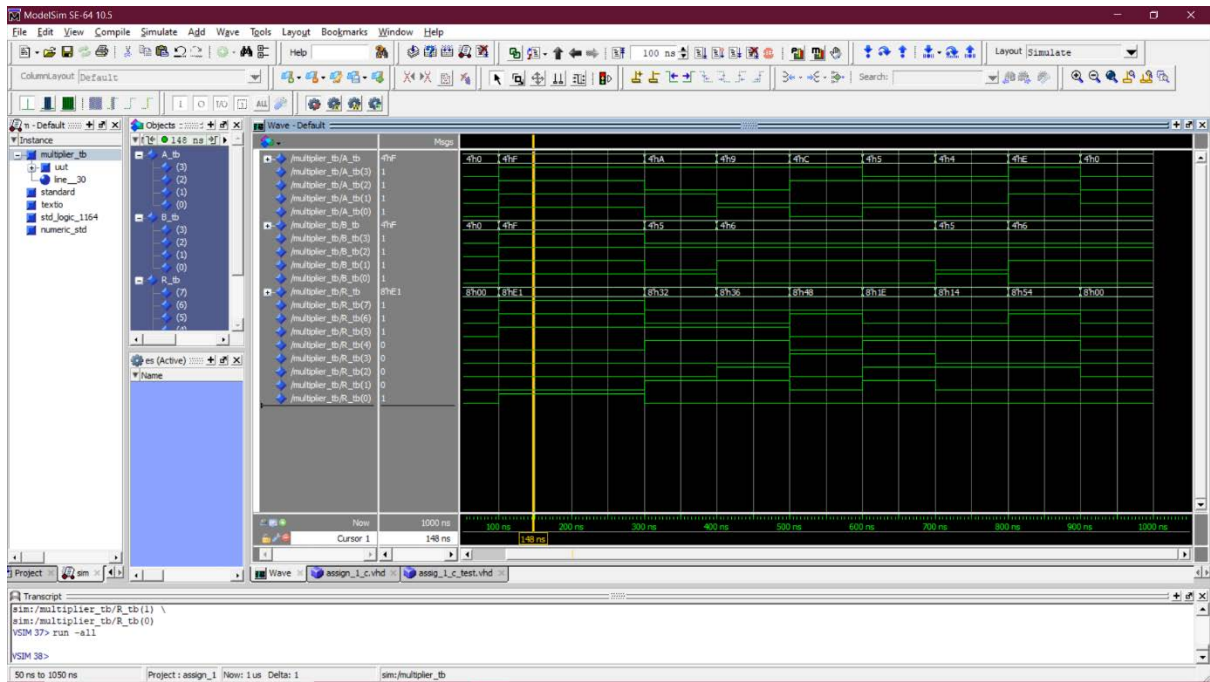 ModelSim SE-64 10.5
File Edit View Compile Simulate Add Wave Tools Layout Bookmarks Window Help
Help
100 ns
Layout Simulate
ColumnLayout Default
Search:
Instance
multiplier_tb
uut
line__30
standard
textio
std_logic_1164
numeric_std
Objects
148 ns
A_tb
(3)
(2)
(1)
(0)
B_tb
(3)
(2)
(1)
(0)
R_tb
(7)
(6)
(5)
es (Active)
Name
Wave - Default
Msgs
/multiplier_tb/A_tb 4'hF 4'h0 4'hF 4'hA 4'h9 4'hC 4'h5 4'h4 4'hE 4'h0
/multiplier_tb/A_tb(3) 1
/multiplier_tb/A_tb(2) 1
/multiplier_tb/A_tb(1) 1
/multiplier_tb/A_tb(0) 1
/multiplier_tb/B_tb 4'hF 4'h0 4'hF 4'h5 4'h6 4'h5 4'h6
/multiplier_tb/B_tb(3) 1
/multiplier_tb/B_tb(2) 1
/multiplier_tb/B_tb(1) 1
/multiplier_tb/B_tb(0) 1
/multiplier_tb/R_tb 8'hE1 8'h00 8'hE1 8'h32 8'h36 8'h48 8'h1E 8'h14 8'h54 8'h00
/multiplier_tb/R_tb(7) 1
/multiplier_tb/R_tb(6) 1
/multiplier_tb/R_tb(5) 1
/multiplier_tb/R_tb(4) 0
/multiplier_tb/R_tb(3) 0
/multiplier_tb/R_tb(2) 0
/multiplier_tb/R_tb(1) 0
/multiplier_tb/R_tb(0) 1
Now 1000 ns 100 ns 200 ns 300 ns 400 ns 500 ns 600 ns 700 ns 800 ns 900 ns 1000 ns
Cursor 1 148 ns 148 ns
Project sim Wave assign_1_c.vhd assig_1_c_test.vhd
Transcript
sim:/multiplier_tb/R_tb(1) \
sim:/multiplier_tb/R_tb(0)
VSIM 37> run -all
VSIM 38>
50 ns to 1050 ns Project : assign_1 Now: 1 us Delta: 1 sim:/multiplier_tb